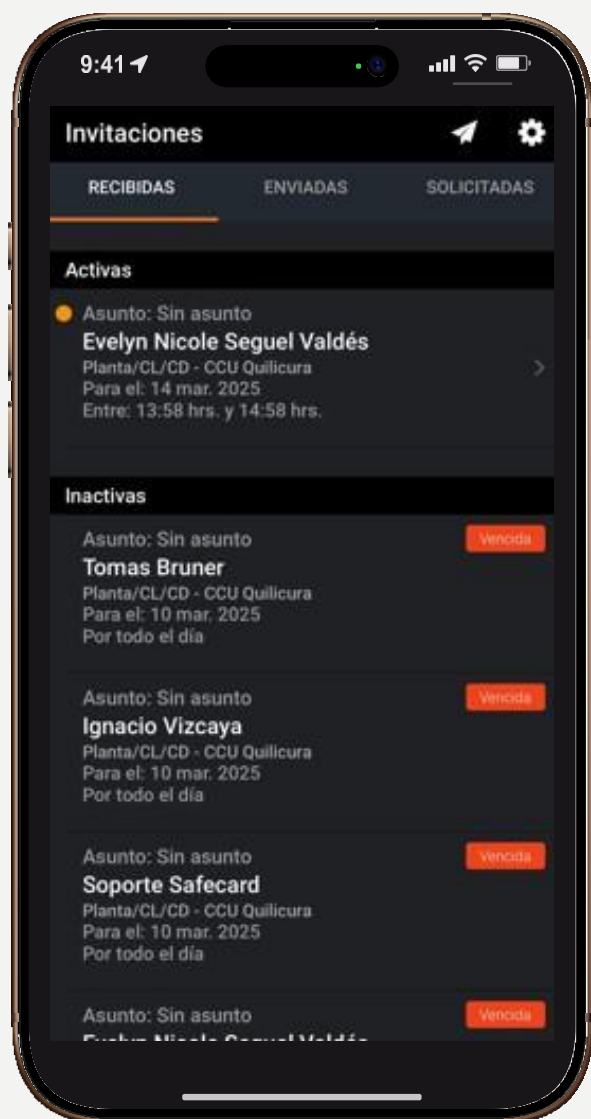 9:41
Invitaciones
RECIBIDAS ENVIADAS SOLICITADAS
Activas
Asunto: Sin asunto
Evelyn Nicole Seguel Valdés
Planta/CL/CD - CCU Quilicura
Para el: 14 mar. 2025
Entre: 13:58 hrs. y 14:58 hrs.
Inactivas
Asunto: Sin asunto Vencida
Tomas Bruner
Planta/CL/CD - CCU Quilicura
Para el: 10 mar. 2025
Por todo el día
Asunto: Sin asunto Vencida
Ignacio Vizcaya
Planta/CL/CD - CCU Quilicura
Para el: 10 mar. 2025
Por todo el día
Asunto: Sin asunto Vencida
Soporte Safecard
Planta/CL/CD - CCU Quilicura
Para el: 10 mar. 2025
Por todo el día
Asunto: Sin asunto Vencida
Evelyn Nicole Seguel Valdés